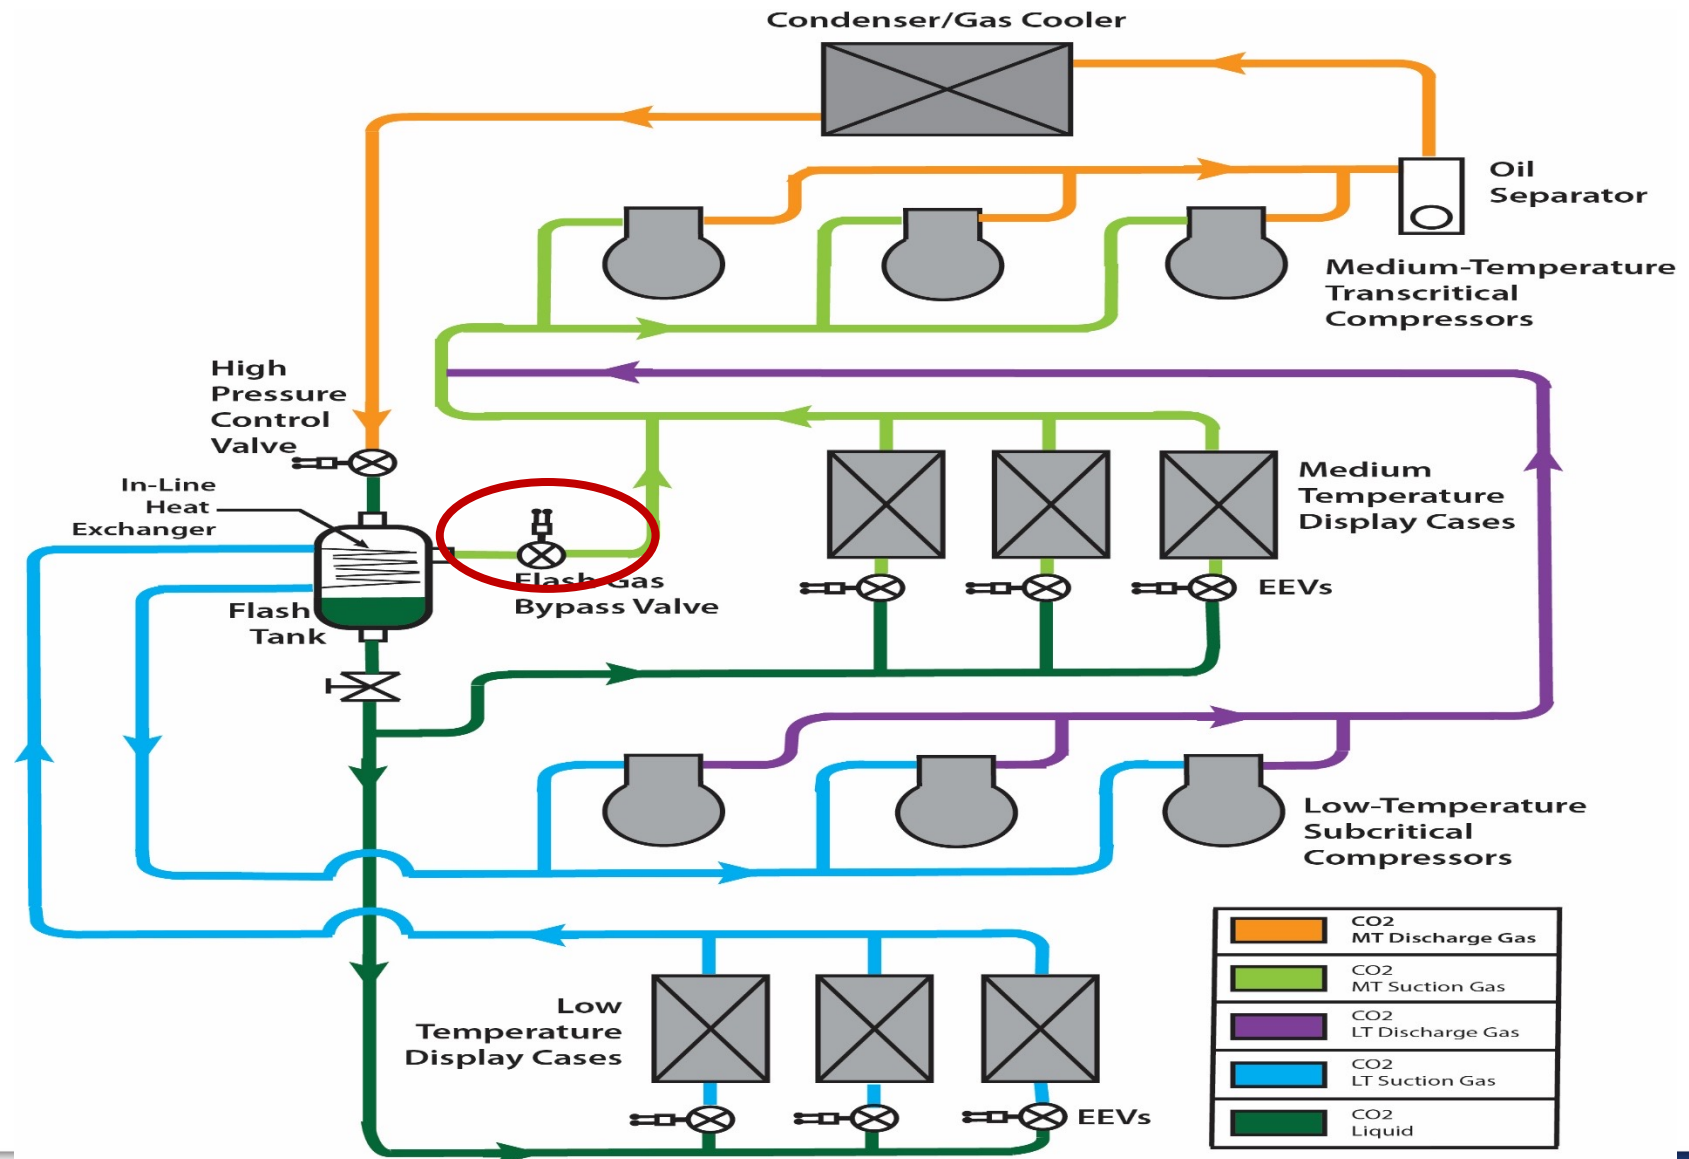 Condenser/Gas Cooler
Oil
Separator
Medium-Temperature
Transcritical
Compressors
High
Pressure
Control
Valve
In-Line
Heat
Exchanger
Medium
Temperature
Display Cases
Flash Gas
Bypass Valve
EEVs
Flash
Tank
Low-Temperature
Subcritical
Compressors
Low
Temperature
Display Cases
EEVs
CO2
MT Discharge Gas
CO2
MT Suction Gas
CO2
LT Discharge Gas
CO2
LT Suction Gas
CO2
Liquid